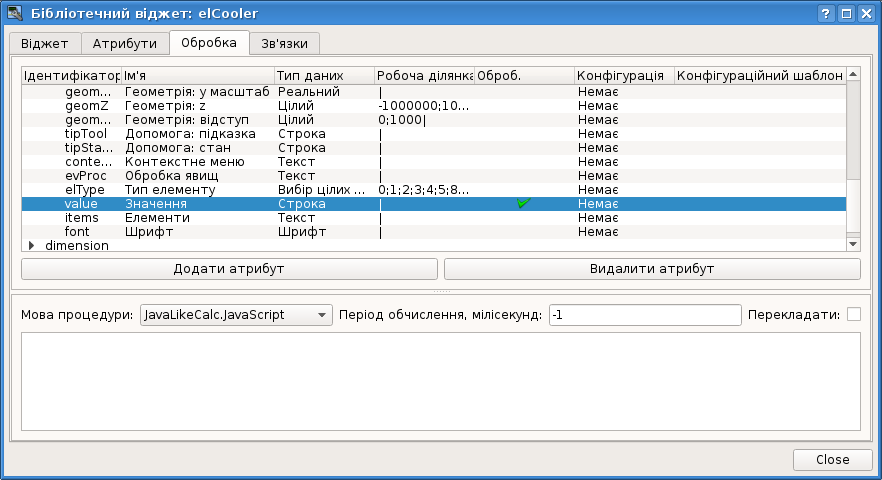 Бібліотечний віджет: elCooler
Віджет Атрибути Обробка Зв'язки
Ідентифікатор Ім'я Тип даних Робоча ділянка Оброб. Конфігурація Конфігураційний шаблон
geom... Геометрія: y масштаб Реальний | Немає
geomZ Геометрія: z Цілий -1000000;10... Немає
geom... Геометрія: відступ Цілий 0;1000| Немає
tipTool Допомога: підказка Строка | Немає
tipSta... Допомога: стан Строка | Немає
conte... Контекстне меню Текст | Немає
evProc Обробка явищ Текст | Немає
elType Тип елементу Вибір цілих ... 0;1;2;3;4;5;8... Немає
value Значення Строка | Немає
items Елементи Текст | Немає
font Шрифт Шрифт | Немає
dimension
Додати атрибут Видалити атрибут
Мова процедури: JavaLikeCalc.JavaScript Період обчислення, мілісекунд: -1 Перекладати:
Close